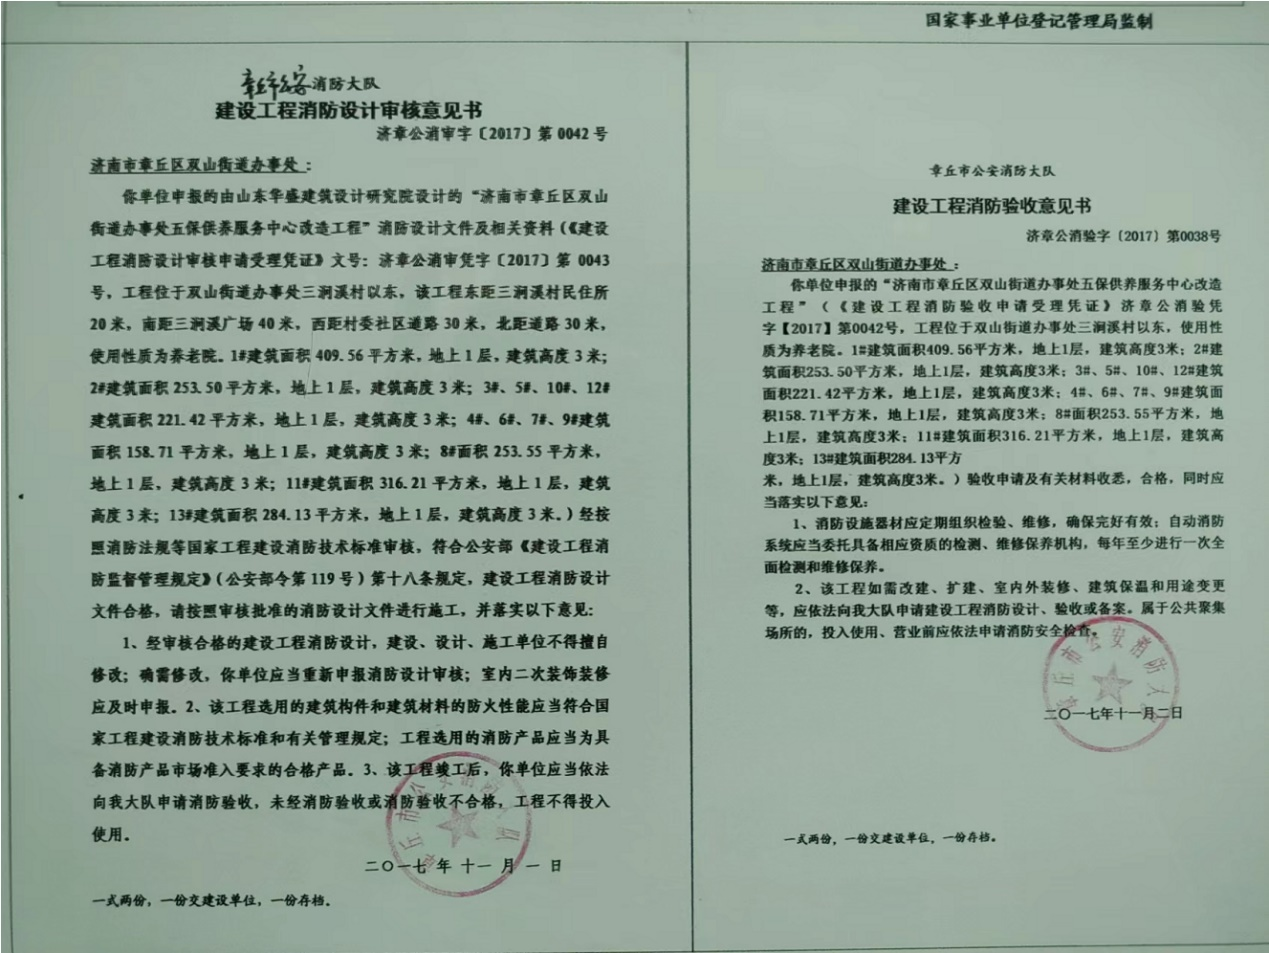 国家事业单位登记管理局监制
章丘市公安消防大队
建设工程消防设计审核意见书
济章公消审字〔2017〕第 0042 号
济南市章丘区双山街道办事处：
你单位申报的由山东华盛建筑设计研究院设计的“济南市章丘区双山
街道办事处五保供养服务中心改造工程”消防设计文件及相关资料（《建设
工程消防设计审核申请受理凭证》文号：济章公消审凭字〔2017〕第 0043
号，工程位于双山街道办事处三涧溪村以东，该工程东距三涧溪村民住所
20 米，南距三涧溪广场 40 米，西距村委社区道路 30 米，北距道路 30 米，
使用性质为养老院。1#建筑面积 409.56 平方米，地上 1 层，建筑高度 3 米；
2#建筑面积 253.50 平方米，地上 1 层，建筑高度 3 米；3#、5#、10#、12#
建筑面积 221.42 平方米，地上 1 层，建筑高度 3 米；4#、6#、7#、9#建筑
面积 158.71 平方米，地上 1 层，建筑高度 3 米；8#面积 253.55 平方米，
地上 1 层，建筑高度 3 米；11#建筑面积 316.21 平方米，地上 1 层，建筑
高度 3 米；13#建筑面积 284.13 平方米，地上 1 层，建筑高度 3 米。）经按
照消防法规等国家工程建设消防技术标准审核，符合公安部《建设工程消
防监督管理规定》（公安部令第 119 号）第十八条规定，建设工程消防设计
文件合格，请按照审核批准的消防设计文件进行施工，并落实以下意见：
1、经审核合格的建设工程消防设计，建设、设计、施工单位不得擅自
修改；确需修改，你单位应当重新申报消防设计审核；室内二次装饰装修
应及时申报。2、该工程选用的建筑构件和建筑材料的防火性能应当符合国
家工程建设消防技术标准和有关管理规定；工程选用的消防产品应当为具
备消防产品市场准入要求的合格产品。3、该工程竣工后，你单位应当依法
向我大队申请消防验收，未经消防验收或消防验收不合格，工程不得投入
使用。
章丘市公安消防大队
二〇一七年十一月一日
一式两份，一份交建设单位，一份存档。
章丘市公安消防大队
建设工程消防验收意见书
济章公消验字〔2017〕第0038号
济南市章丘区双山街道办事处：
你单位申报的“济南市章丘区双山街道办事处五保供养服务中心改造
工程”（《建设工程消防验收申请受理凭证》济章公消验凭
字【2017】第0042号，工程位于双山街道办事处三涧溪村以东，使用性
质为养老院。1#建筑面积409.56平方米，地上1层，建筑高度3米；2#建
筑面积253.50平方米，地上1层，建筑高度3米；3#、5#、10#、12#建筑
面积221.42平方米，地上1层，建筑高度3米；4#、6#、7#、9#建筑面
积158.71平方米，地上1层，建筑高度3米；8#面积253.55平方米，地
上1层，建筑高度3米；11#建筑面积316.21平方米，地上1层，建筑高
度3米；13#建筑面积284.13平方
米，地上1层，建筑高度3米。）验收申请及有关材料收悉，合格，同时应
当落实以下意见：
1、消防设施器材应定期组织检验、维修，确保完好有效；自动消防
系统应当委托具备相应资质的检测、维修保养机构，每年至少进行一次全
面检测和维修保养。
2、该工程如需改建、扩建、室内外装修、建筑保温和用途变更
等，应依法向我大队申请建设工程消防设计、验收或备案。属于公共聚集
场所的，投入使用、营业前应依法申请消防安全检查。
章丘市公安消防大队
二〇一七年十一月二日
一式两份，一份交建设单位，一份存档。